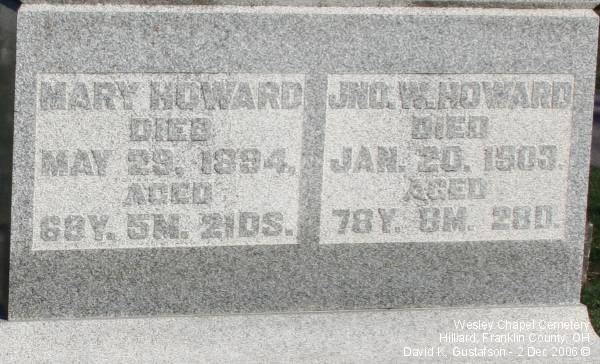 MARY HOWARD
DIED
MAY 29, 1894.
AGED
68Y. 5M. 21DS.
JNO. W. HOWARD
DIED
JAN. 20. 1903.
AGED
78Y. 8M. 28D.
Wesley Chapel Cemetery
Hilliard, Franklin County, OH
David K. Gustafson - 2 Dec 2006 ©